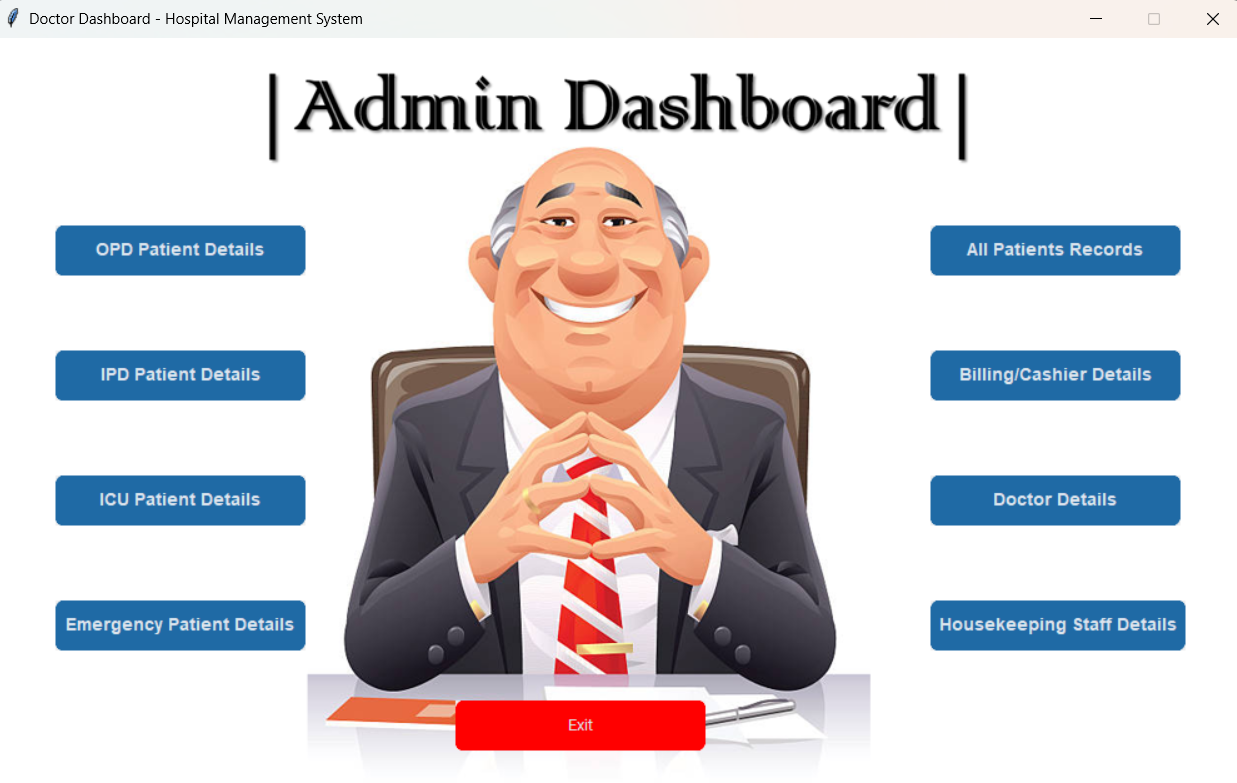 Doctor Dashboard - Hospital Management System
|Admin Dashboard|
OPD Patient Details
All Patients Records
IPD Patient Details
Billing/Cashier Details
ICU Patient Details
Doctor Details
Emergency Patient Details
Housekeeping Staff Details
Exit